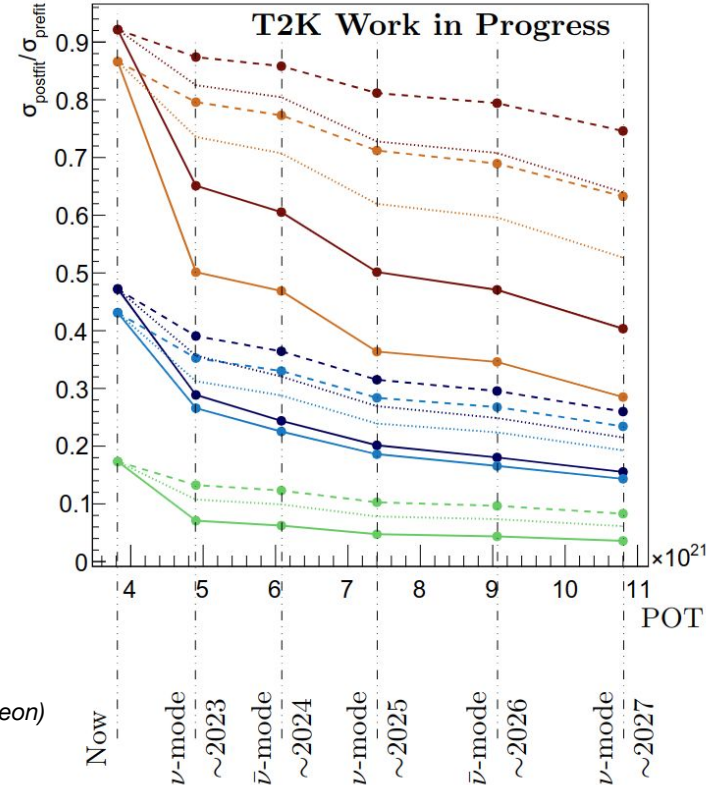 T2K Work in Progress
σpostfit/σprefit
0.9
0.8
0.7
0.6
0.5
0.4
0.3
0.2
0.1
0
4 5 6 7 8 9 10 11
×10²¹
POT
eon)
Now
ν-mode
~2023
ν̄-mode
~2024
ν-mode
~2025
ν̄-mode
~2026
ν-mode
~2027